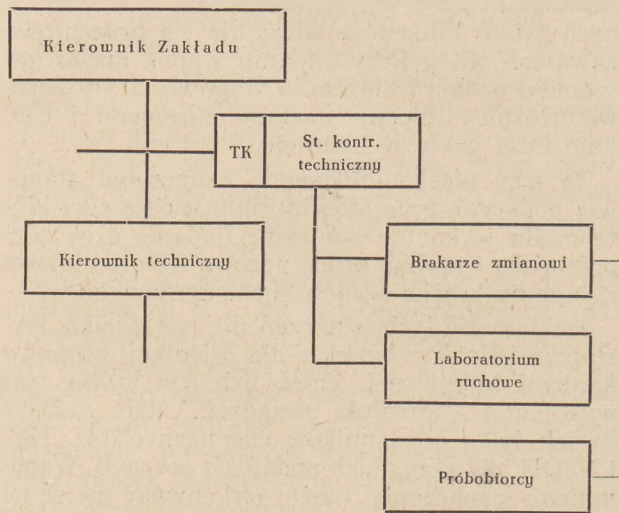 Kierownik Zakładu
TK
St. kontr.
techniczny
Kierownik techniczny
Brakarze zmianowi
Laboratorium
ruchowe
Próbobiorcy